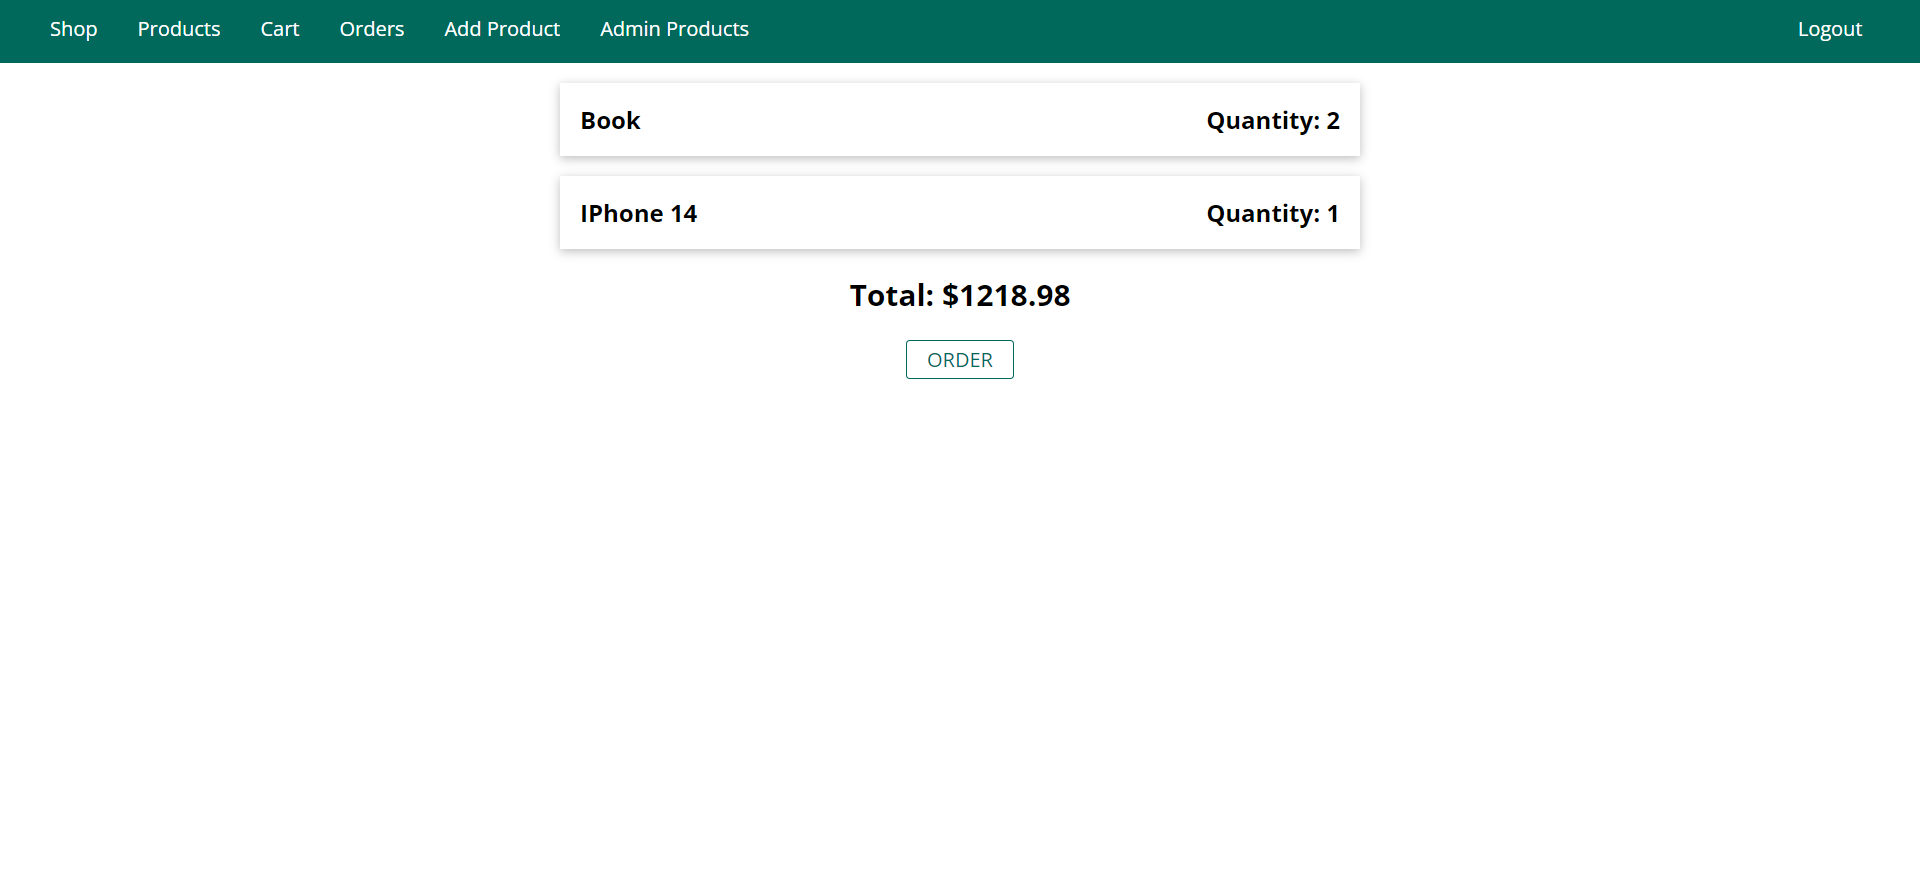 Shop Products Cart Orders Add Product Admin Products Logout
Book Quantity: 2
IPhone 14 Quantity: 1
Total: $1218.98
ORDER